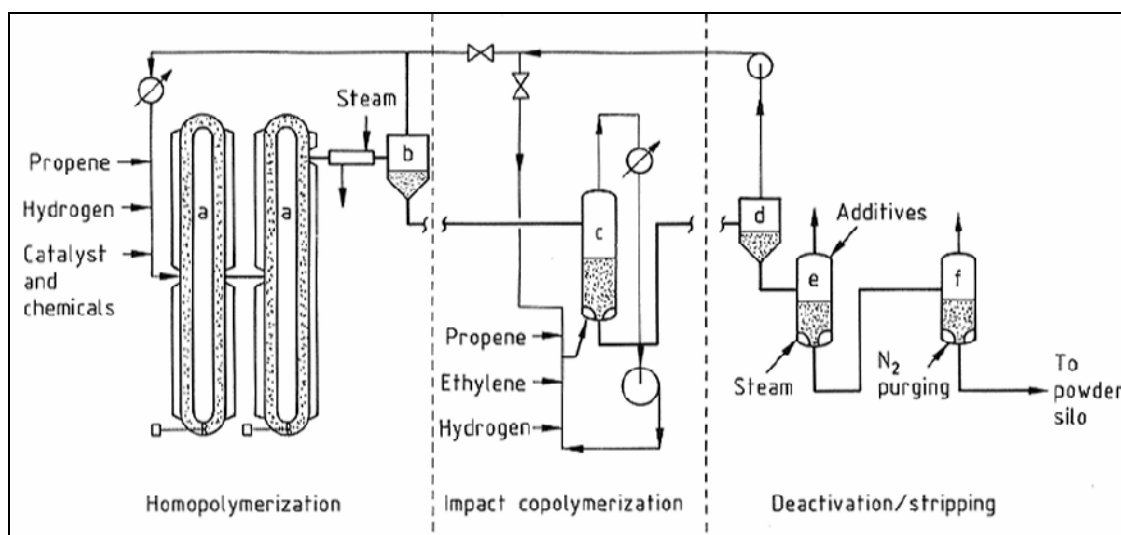 Steam
b
Propene
Hydrogen
Catalyst
and
chemicals
a
a
c
Propene
Ethylene
Hydrogen
d
Additives
e
f
Steam
N2
purging
To
powder
silo
Homopolymerization
Impact copolymerization
Deactivation/stripping